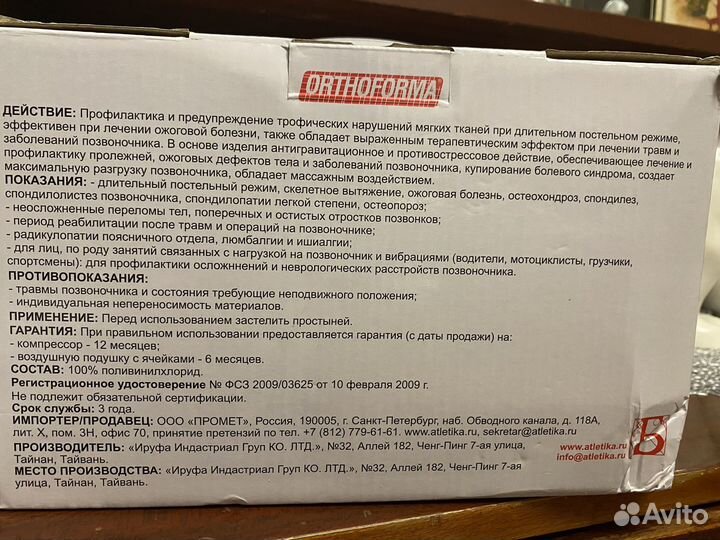 ORTHOFORMA
ДЕЙСТВИЕ: Профилактика и предупреждение трофических нарушений мягких тканей при длительном постельном режиме,
эффективен при лечении ожоговой болезни, также обладает выраженным терапевтическим эффектом при лечении травм и
заболеваний позвоночника. В основе изделия антигравитационное и противострессовое действие, обеспечивающее лечение и
профилактику пролежней, ожоговых дефектов тела и заболеваний позвоночника, купирование болевого синдрома, создает
максимальную разгрузку позвоночника, обладает массажным воздействием.
ПОКАЗАНИЯ: - длительный постельный режим, скелетное вытяжение, ожоговая болезнь, остеохондроз, спондилез,
спондилолистез позвоночника, спондилопатии легкой степени, остеопороз;
- неосложненные переломы тел, поперечных и остистых отростков позвонков;
- период реабилитации после травм и операций на позвоночнике;
- радикулопатии поясничного отдела, люмбалгии и ишиалгии;
- для лиц, по роду занятий связанных с нагрузкой на позвоночник и вибрациями (водители, мотоциклисты, грузчики,
спортсмены): для профилактики осложннений и неврологических расстройств позвоночника.
ПРОТИВОПОКАЗАНИЯ:
- травмы позвоночника и состояния требующие неподвижного положения;
- индивидуальная непереносимость материалов.
ПРИМЕНЕНИЕ: Перед использованием застелить простыней.
ГАРАНТИЯ: При правильном использовании предоставляется гарантия (с даты продажи) на:
- компрессор - 12 месяцев;
- воздушную подушку с ячейками - 6 месяцев.
СОСТАВ: 100% поливинилхлорид.
Регистрационное удостоверение № ФСЗ 2009/03625 от 10 февраля 2009 г.
Не подлежит обязательной сертификации.
Срок службы: 3 года.
ИМПОРТЕР/ПРОДАВЕЦ: ООО «ПРОМЕТ», Россия, 190005, г. Санкт-Петербург, наб. Обводного канала, д. 118А,
лит. Х, пом. 3Н, офис 70, принятие претензий по тел. +7 (812) 779-61-61. www.atletika.ru, sekretar@atletika.ru
ПРОИЗВОДИТЕЛЬ: «Ируфа Индастриал Груп КО. ЛТД.», №32, Аллей 182, Ченг-Пинг 7-ая улица,
Тайнан, Тайвань.
МЕСТО ПРОИЗВОДСТВА: «Ируфа Индастриал Груп КО. ЛТД.», №32, Аллей 182, Ченг-Пинг 7-ая
улица, Тайнан, Тайвань.
www.atletika.ru
info@atletika.ru
Avito